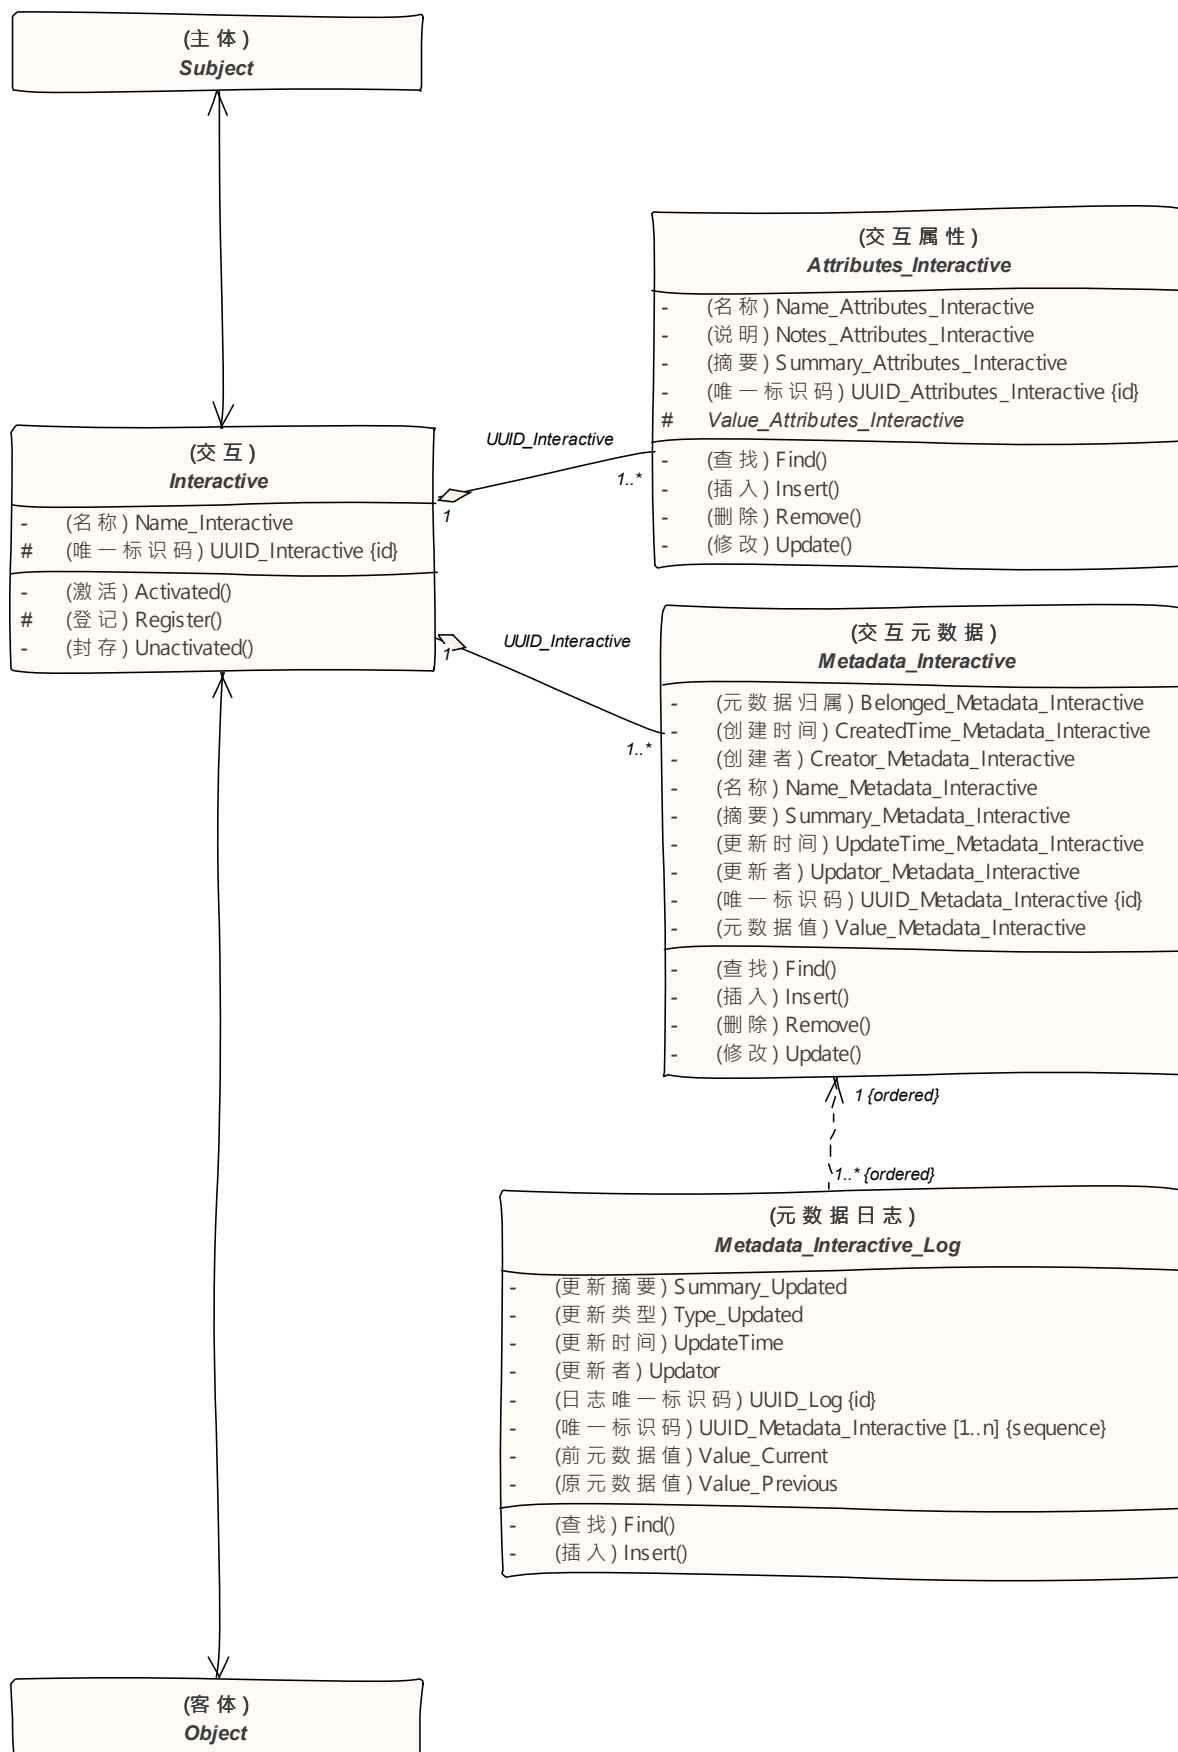 (主体)
Subject
(交互属性)
Attributes_Interactive
- (名称) Name_Attributes_Interactive
- (说明) Notes_Attributes_Interactive
- (摘要) Summary_Attributes_Interactive
- (唯一标识码) UUID_Attributes_Interactive {id}
# Value_Attributes_Interactive
- (查找) Find()
- (插入) Insert()
- (删除) Remove()
- (修改) Update()
UUID_Interactive
1..*
1
(交互)
Interactive
- (名称) Name_Interactive
# (唯一标识码) UUID_Interactive {id}
- (激活) Activated()
# (登记) Register()
- (封存) Unactivated()
UUID_Interactive
1
1..*
(交互元数据)
Metadata_Interactive
- (元数据归属) Belonged_Metadata_Interactive
- (创建时间) CreatedTime_Metadata_Interactive
- (创建者) Creator_Metadata_Interactive
- (名称) Name_Metadata_Interactive
- (摘要) Summary_Metadata_Interactive
- (更新时间) UpdateTime_Metadata_Interactive
- (更新者) Updator_Metadata_Interactive
- (唯一标识码) UUID_Metadata_Interactive {id}
- (元数据值) Value_Metadata_Interactive
- (查找) Find()
- (插入) Insert()
- (删除) Remove()
- (修改) Update()
1 {ordered}
1..* {ordered}
(元数据日志)
Metadata_Interactive_Log
- (更新摘要) Summary_Updated
- (更新类型) Type_Updated
- (更新时间) UpdateTime
- (更新者) Updator
- (日志唯一标识码) UUID_Log {id}
- (唯一标识码) UUID_Metadata_Interactive [1..n] {sequence}
- (前元数据值) Value_Current
- (原元数据值) Value_Previous
- (查找) Find()
- (插入) Insert()
(客体)
Object